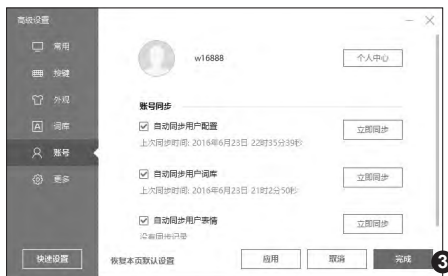 高级设置
常用
按键
外观
词库
账号
更多
快速设置
w16888
个人中心
账号同步
自动同步用户配置
立即同步
上次同步时间: 2016年6月23日 22时35分39秒
自动同步用户词库
立即同步
上次同步时间: 2016年6月23日 21时2分50秒
自动同步用户表情
立即同步
没有同步记录
恢复本页默认设置
应用
取消
完成
3